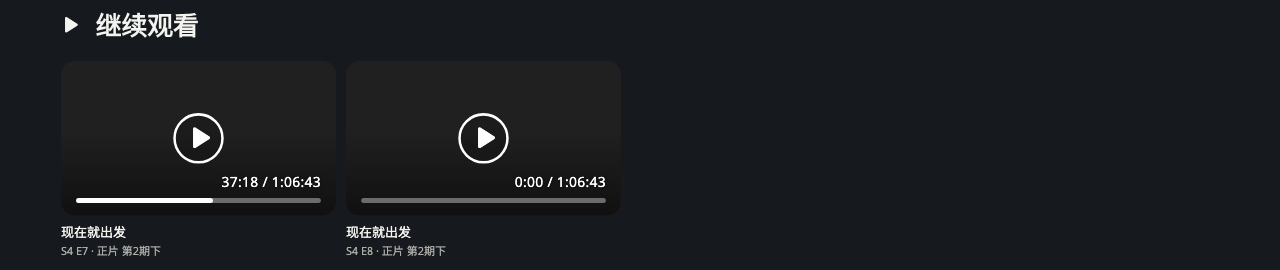 继续观看
37:18 / 1:06:43
0:00 / 1:06:43
现在就出发
现在就出发
S4 E7 · 正片 第2期下
S4 E8 · 正片 第2期下